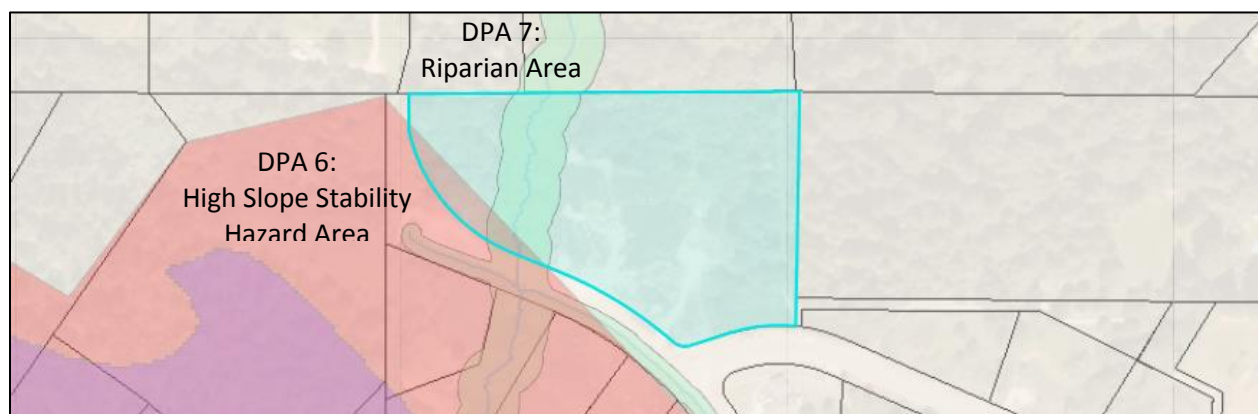 DPA 7:
Riparian Area
DPA 6:
High Slope Stability
Hazard Area